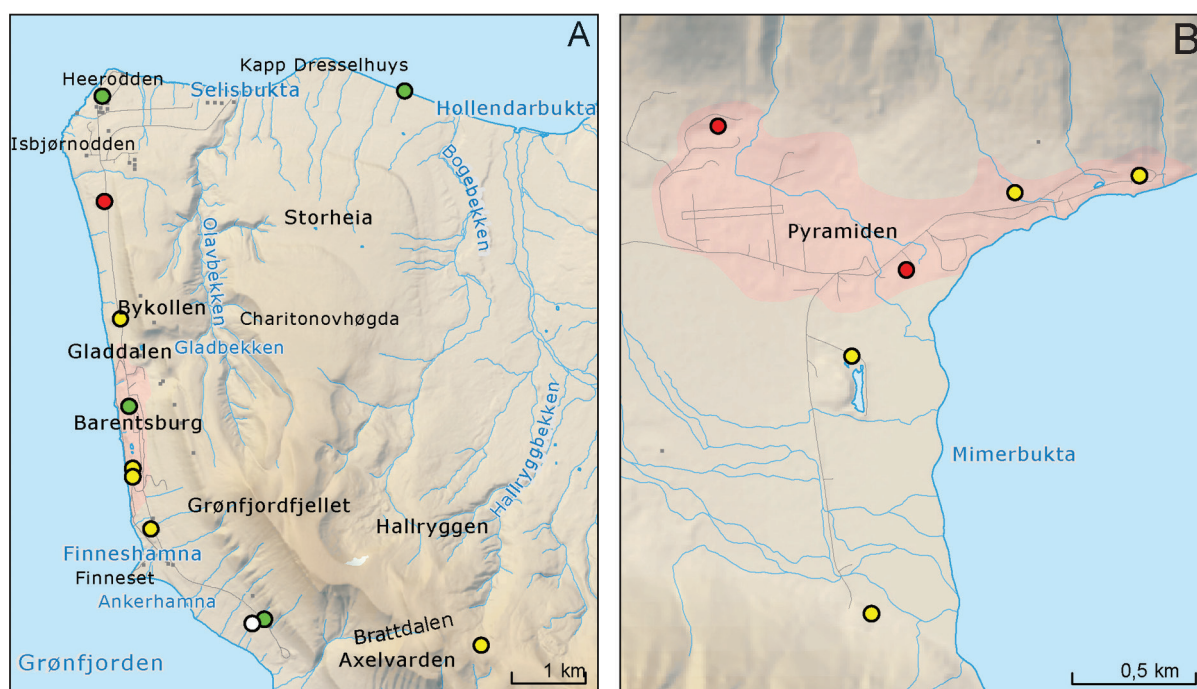 A
Heerodden
Kapp Dresselhuys
Selisbukta
Hollendarbukta
Isbjørnodden
Bogebekken
Storheia
Olavbekken
Bykollen
Charitonovhøgda
Gladdalen
Gladbekken
Barentsburg
Hallryggbekken
Grønfjordfjellet
Hallryggen
Finneshamna
Finneset
Ankerhamna
Brattdalen
Axelvarden
Grønfjorden
1 km
B
Pyramiden
Mimerbukta
0,5 km